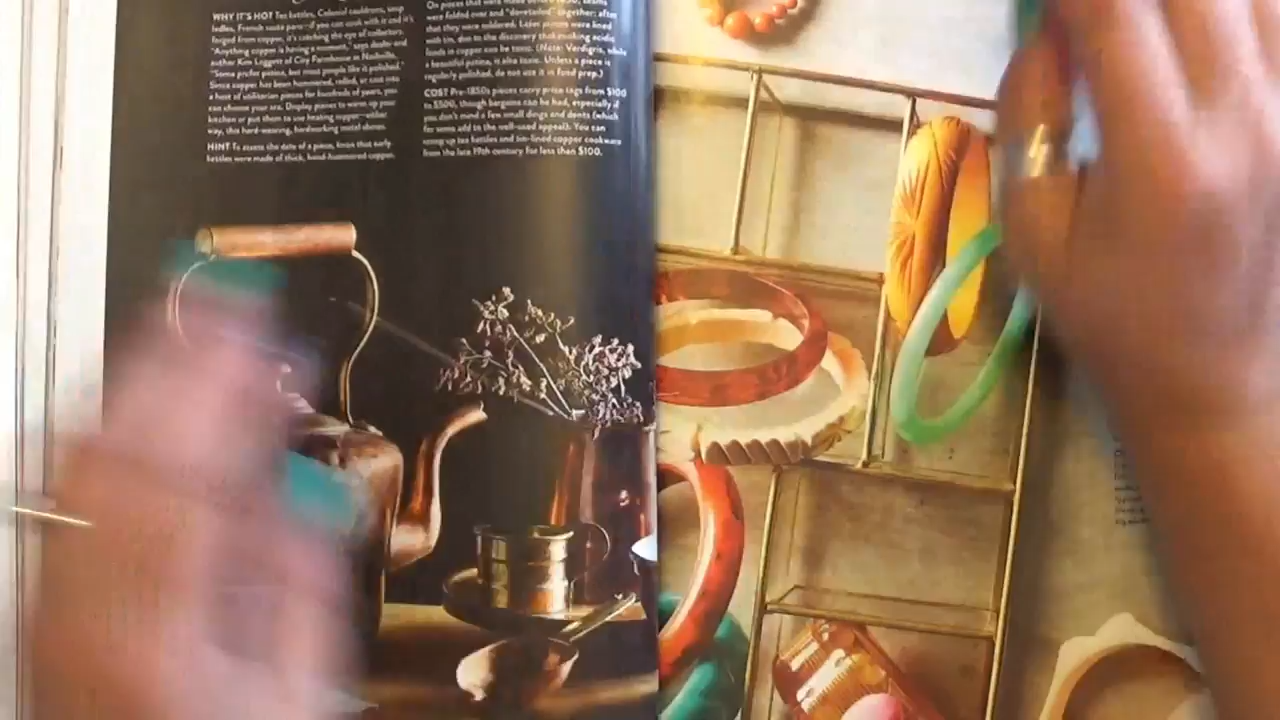 WHY IT'S HOT Tea kettles, Colonial cauldrons, soup
ladles, French sauté pans—if you can cook with it and it's
forged from copper, it's catching the eye of collectors.
"Anything copper is having a moment," says dealer and
author Kim Leggett of City Farmhouse in Nashville.
"Some prefer patina, but most people like it polished."
Since copper has been hammered, rolled, or cast into
a host of utilitarian pieces for hundreds of years, you
can choose your era. Display pieces to warm up your
kitchen or put them to use heating supper—either
way, this hard-wearing, hardworking metal shines.
HINT To assess the date of a piece, know that early
kettles were made of thick, hand-hammered copper.
On pieces that were made before 1850, seams
were folded over and "dovetailed" together; after
that they were soldered. Later pieces were lined
with tin, due to the discovery that cooking acidic
foods in copper can be toxic. (Note: Verdigris, while
a beautiful patina, is also toxic. Unless a piece is
regularly polished, do not use it in food prep.)
COST Pre-1850s pieces carry price tags from $100
to $500, though bargains can be had, especially if
you don't mind a few small dings and dents (which
for some add to the well-used appeal). You can
scoop up tea kettles and tin-lined copper cookware
from the late 19th century for less than $100.